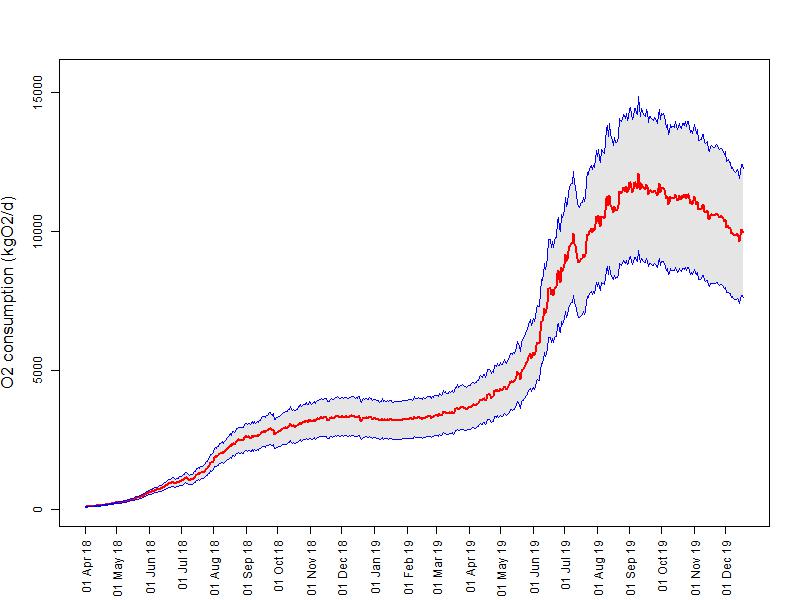 O2 consumption (kgO2/d)
15000
10000
5000
0
01 Apr 18
01 May 18
01 Jun 18
01 Jul 18
01 Aug 18
01 Sep 18
01 Oct 18
01 Nov 18
01 Dec 18
01 Jan 19
01 Feb 19
01 Mar 19
01 Apr 19
01 May 19
01 Jun 19
01 Jul 19
01 Aug 19
01 Sep 19
01 Oct 19
01 Nov 19
01 Dec 19